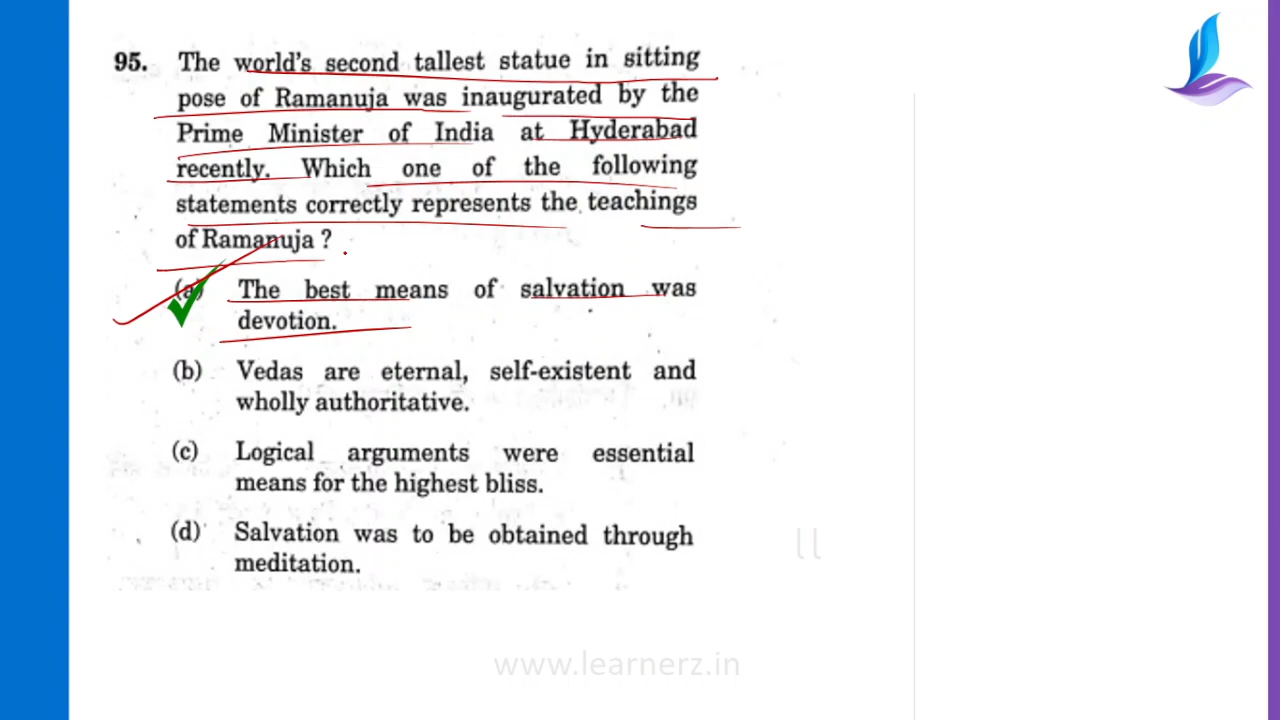 95. The world's second tallest statue in sitting
pose of Ramanuja was inaugurated by the
Prime Minister of India at Hyderabad
recently. Which one of the following
statements correctly represents the teachings
of Ramanuja ?
(a) The best means of salvation was
devotion.
(b) Vedas are eternal, self-existent and
wholly authoritative.
(c) Logical arguments were essential
means for the highest bliss.
(d) Salvation was to be obtained through
meditation.
www.learnerz.in